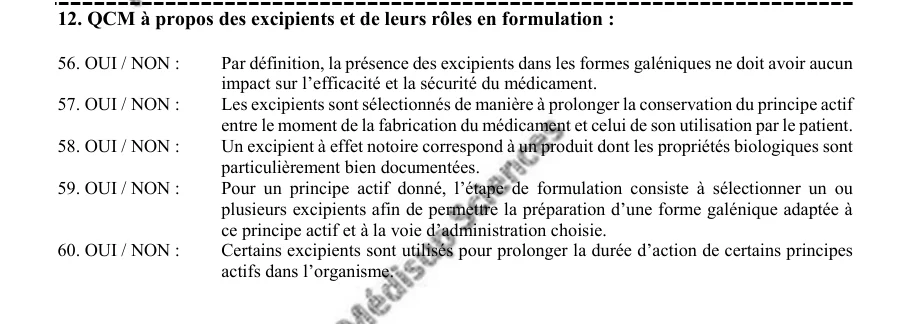 12. QCM à propos des excipients et de leurs rôles en formulation :
56. OUI / NON : Par définition, la présence des excipients dans les formes galéniques ne doit avoir aucun
impact sur l'efficacité et la sécurité du médicament.
57. OUI / NON : Les excipients sont sélectionnés de manière à prolonger la conservation du principe actif
entre le moment de la fabrication du médicament et celui de son utilisation par le patient.
58. OUI / NON : Un excipient à effet notoire correspond à un produit dont les propriétés biologiques sont
particulièrement bien documentées.
59. OUI / NON : Pour un principe actif donné, l'étape de formulation consiste à sélectionner un ou
plusieurs excipients afin de permettre la préparation d'une forme galénique adaptée à
ce principe actif et à la voie d'administration choisie.
60. OUI / NON : Certains excipients sont utilisés pour prolonger la durée d'action de certains principes
actifs dans l'organisme.
Médisup Sciences